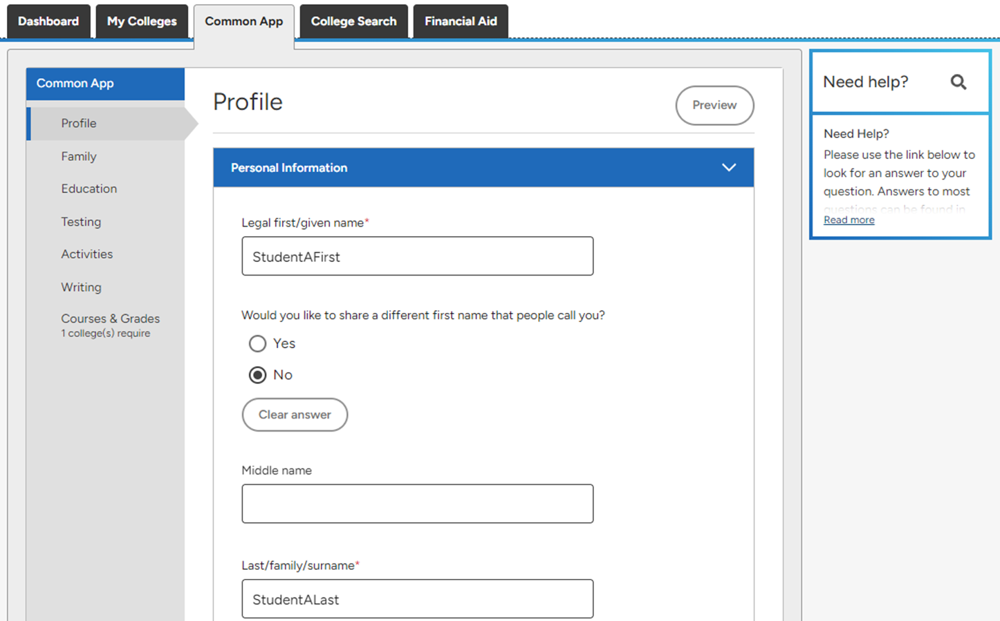 Dashboard
My Colleges
Common App
College Search
Financial Aid
Common App
Profile
Family
Education
Testing
Activities
Writing
Courses & Grades
1 college(s) require
Profile
Preview
Personal Information
Legal first/given name*
StudentAFirst
Would you like to share a different first name that people call you?
Yes
No
Clear answer
Middle name
Last/family/surname*
StudentALast
Need help?
Need Help?
Please use the link below to
look for an answer to your
question. Answers to most
questions can be found in
Read more